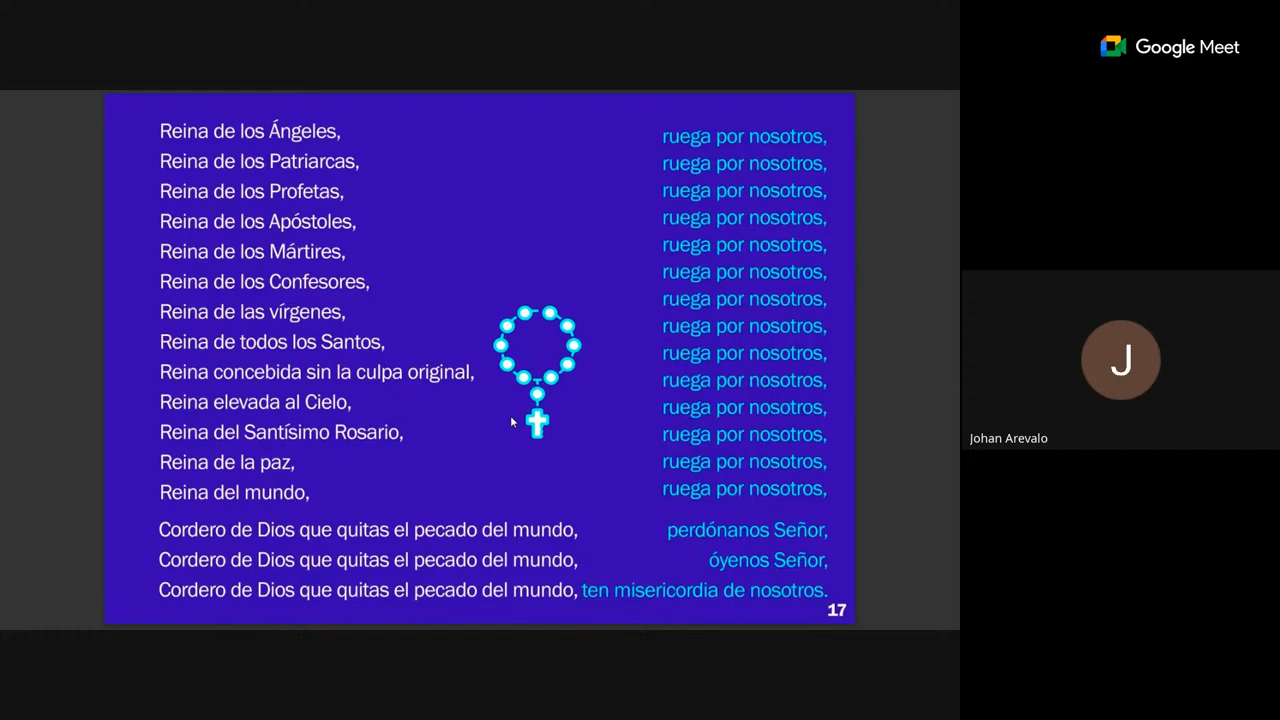 Google Meet
Reina de los Ángeles,
Reina de los Patriarcas,
Reina de los Profetas,
Reina de los Apóstoles,
Reina de los Mártires,
Reina de los Confesores,
Reina de las vírgenes,
Reina de todos los Santos,
Reina concebida sin la culpa original,
Reina elevada al Cielo,
Reina del Santísimo Rosario,
Reina de la paz,
Reina del mundo,
ruega por nosotros,
ruega por nosotros,
ruega por nosotros,
ruega por nosotros,
ruega por nosotros,
ruega por nosotros,
ruega por nosotros,
ruega por nosotros,
ruega por nosotros,
ruega por nosotros,
ruega por nosotros,
ruega por nosotros,
ruega por nosotros,
ruega por nosotros,
Cordero de Dios que quitas el pecado del mundo, perdónanos Señor,
Cordero de Dios que quitas el pecado del mundo, óyenos Señor,
Cordero de Dios que quitas el pecado del mundo, ten misericordia de nosotros.
17
J
Johan Arevalo